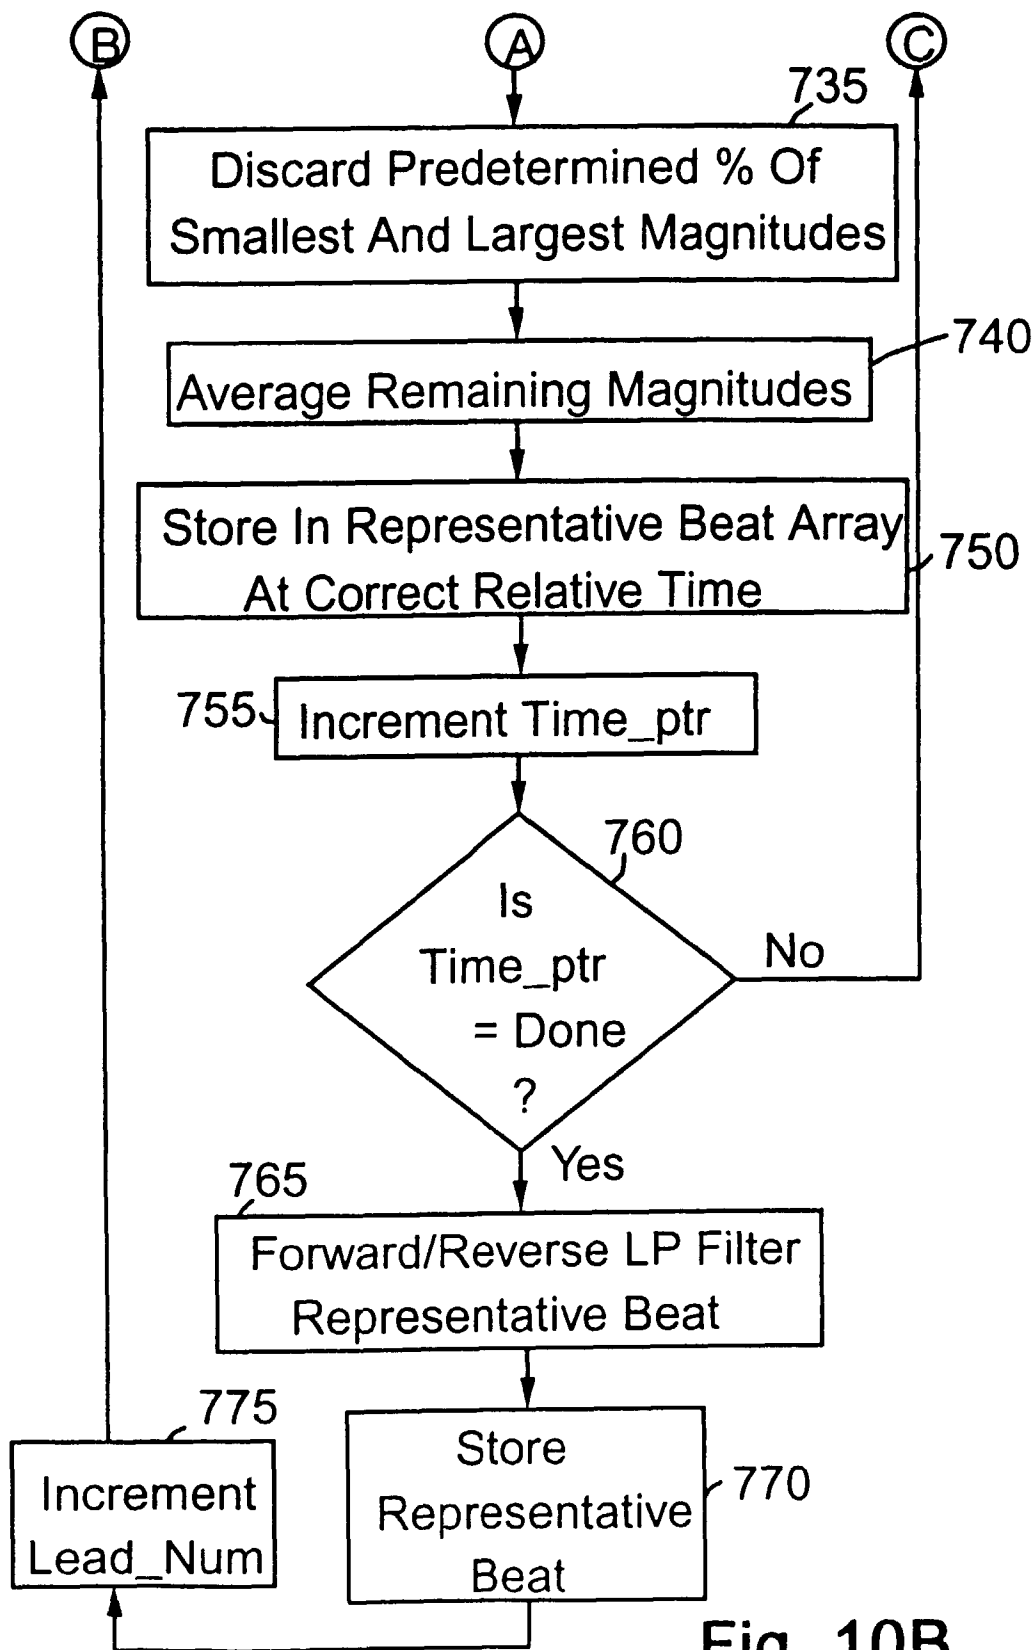 B
A
C
735
Discard Predetermined % Of
Smallest And Largest Magnitudes
740
Average Remaining Magnitudes
Store In Representative Beat Array
At Correct Relative Time
750
755
Increment Time_ptr
760
Is
Time_ptr
= Done
?
No
Yes
765
Forward/Reverse LP Filter
Representative Beat
775
Increment
Lead_Num
Store
Representative
Beat
770
Fig. 10B